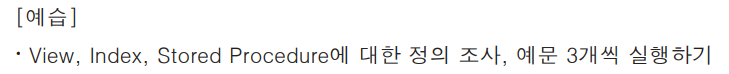 [예습]
· View, Index, Stored Procedure에 대한 정의 조사, 예문 3개씩 실행하기